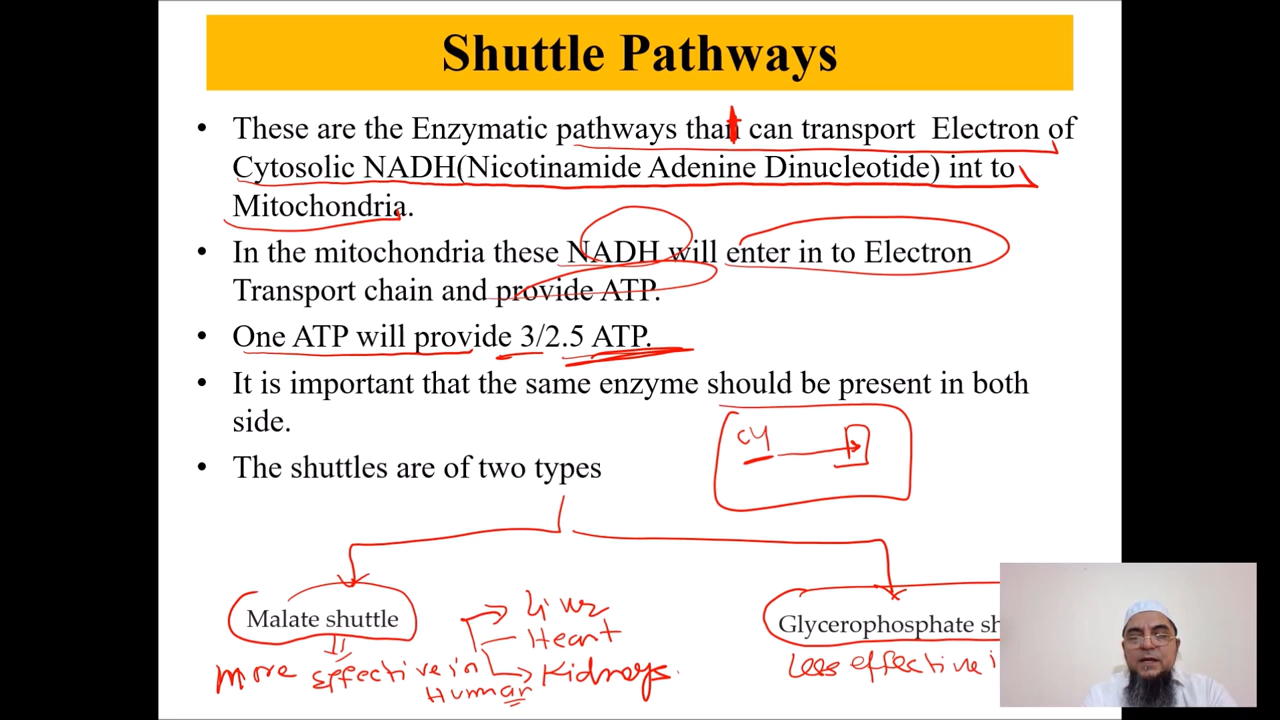 Shuttle Pathways
• These are the Enzymatic pathways that can transport Electron of
Cytosolic NADH(Nicotinamide Adenine Dinucleotide) int to
Mitochondria.
• In the mitochondria these NADH will enter in to Electron
Transport chain and provide ATP.
• One ATP will provide 3/2.5 ATP.
• It is important that the same enzyme should be present in both
side.
cy
• The shuttles are of two types
Malate shuttle
Liver
Heart
Kidneys.
more effective in
Human
Glycerophosphate sh
Less effective i